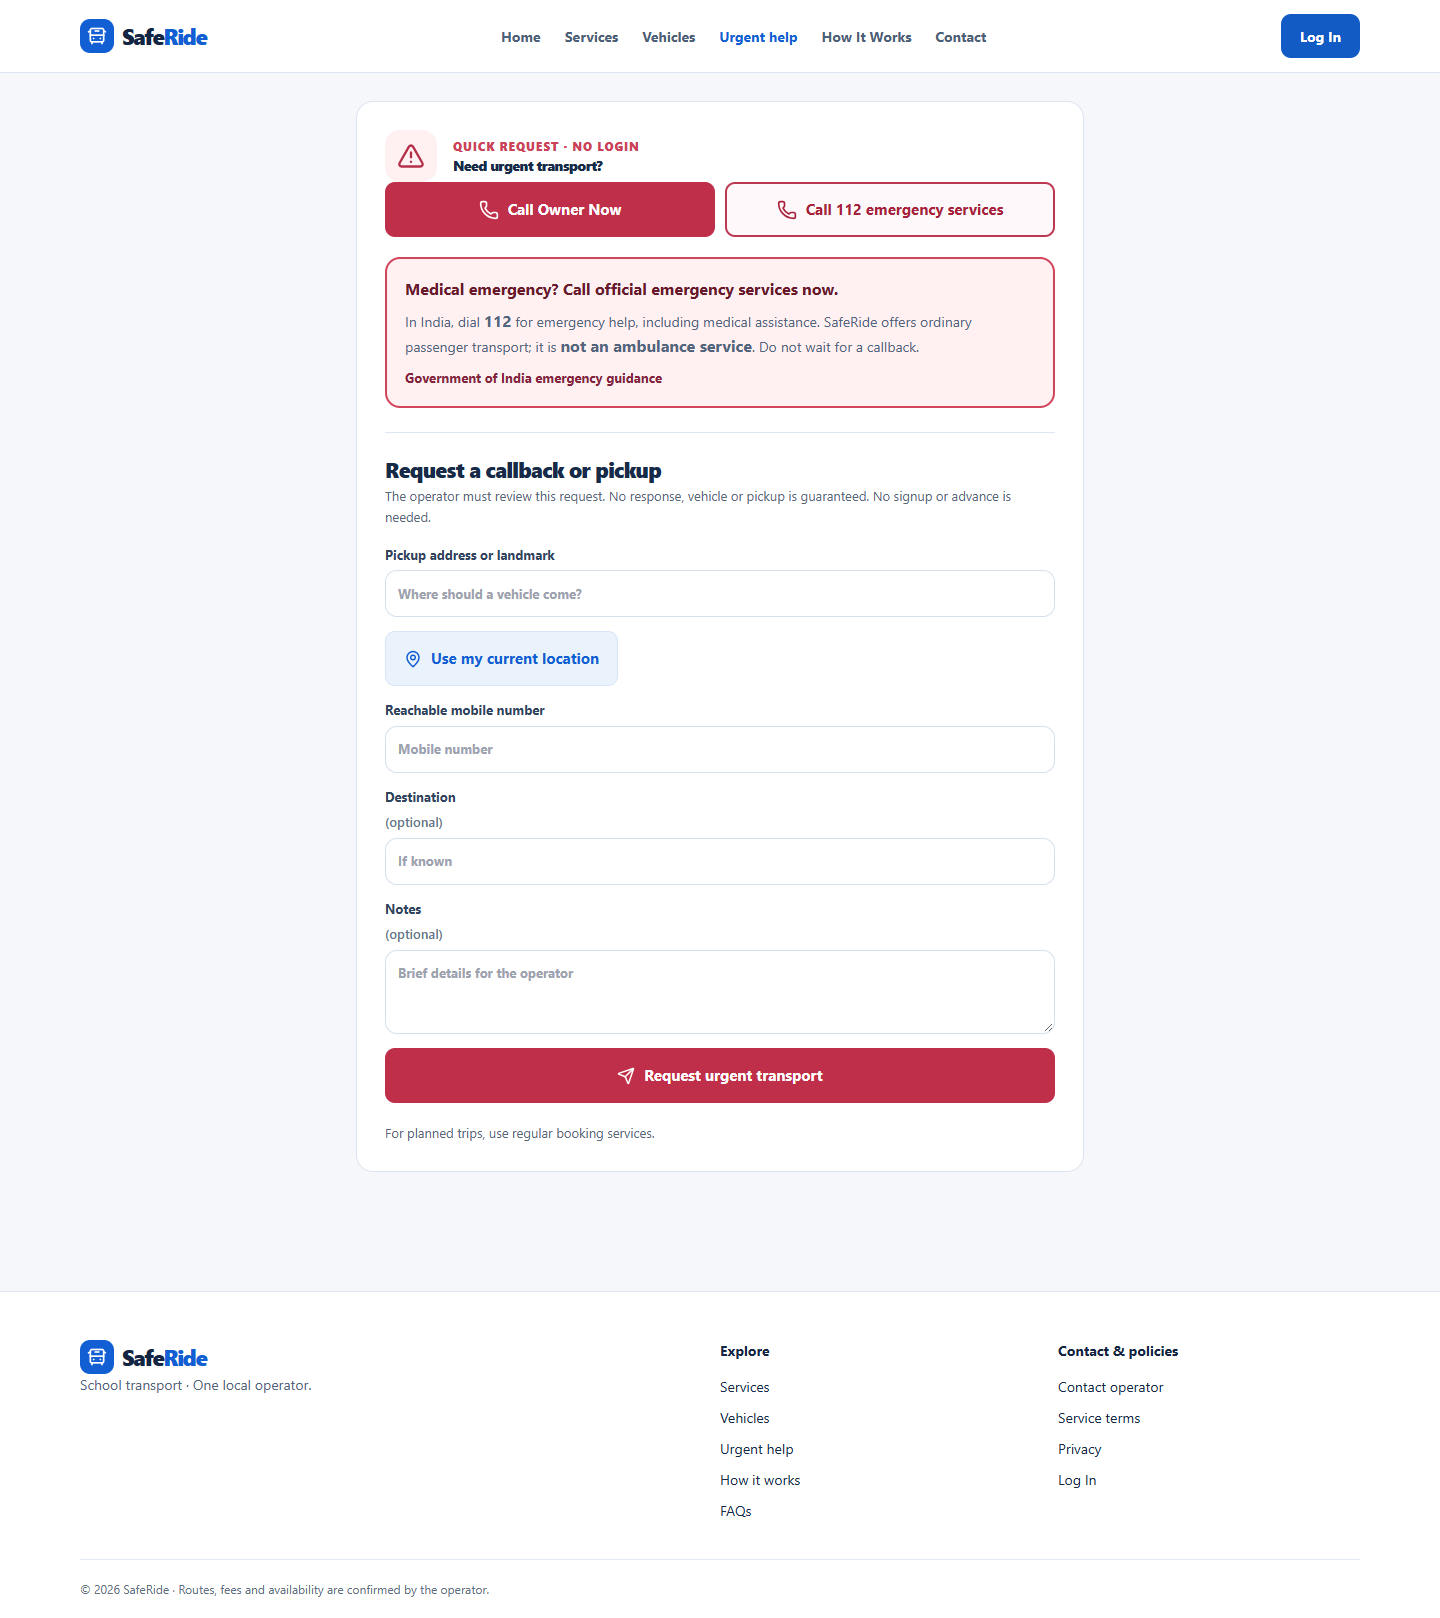 SafeRide
Home Services Vehicles Urgent help How It Works Contact
Log In
QUICK REQUEST · NO LOGIN
Need urgent transport?
Call Owner Now
Call 112 emergency services
Medical emergency? Call official emergency services now.
In India, dial 112 for emergency help, including medical assistance. SafeRide offers ordinary
passenger transport; it is not an ambulance service. Do not wait for a callback.
Government of India emergency guidance
Request a callback or pickup
The operator must review this request. No response, vehicle or pickup is guaranteed. No signup or advance is
needed.
Pickup address or landmark
Where should a vehicle come?
Use my current location
Reachable mobile number
Mobile number
Destination
(optional)
If known
Notes
(optional)
Brief details for the operator
Request urgent transport
For planned trips, use regular booking services.
SafeRide
School transport · One local operator.
Explore
Services
Vehicles
Urgent help
How it works
FAQs
Contact & policies
Contact operator
Service terms
Privacy
Log In
© 2026 SafeRide · Routes, fees and availability are confirmed by the operator.